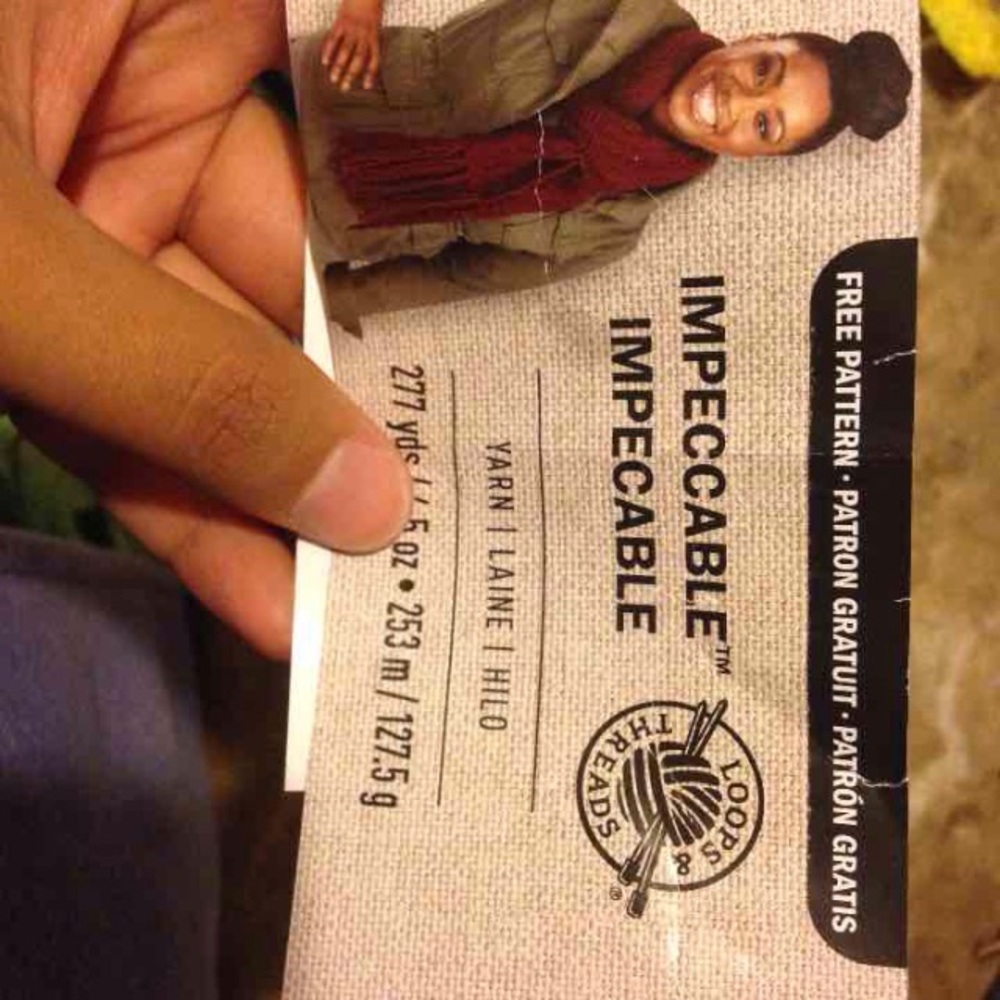 FREE PATTERN • PATRON GRATUIT • PATRÓN GRATIS
IMPECCABLE™
IMPECABLE
LOOPS & THREADS®
YARN | LAINE | HILO
277 yds / 5 oz • 253 m / 127.5 g